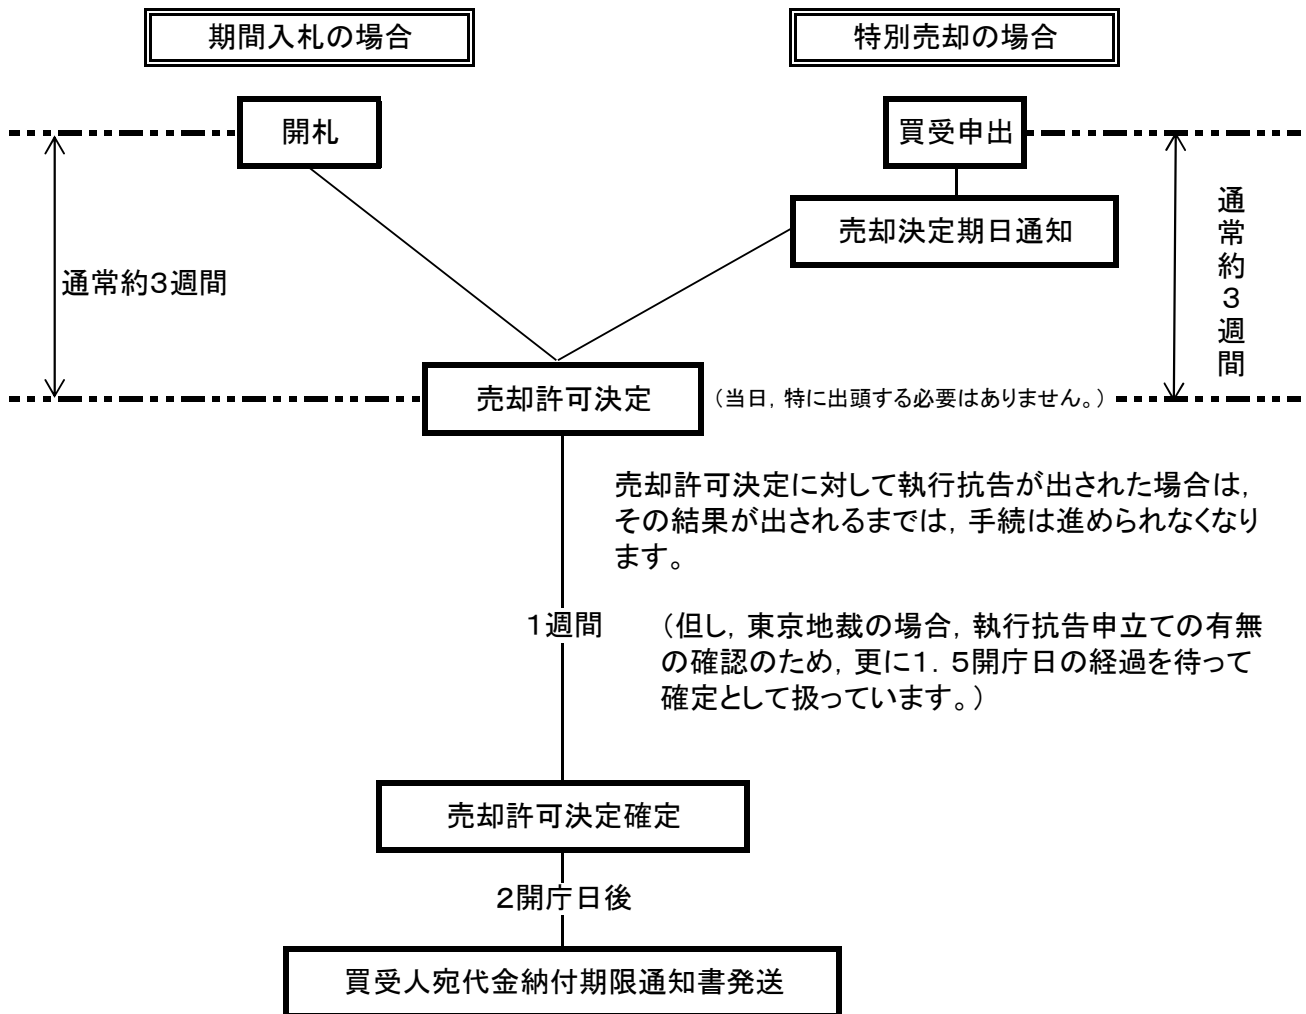 期間入札の場合
特別売却の場合
開札
買受申出
売却決定期日通知
通常約３週間
通常約３週間
売却許可決定
（当日，特に出頭する必要はありません。）
売却許可決定に対して執行抗告が出された場合は，
その結果が出されるまでは，手続は進められなくなり
ます。
１週間
（但し，東京地裁の場合，執行抗告申立ての有無
の確認のため，更に１．５開庁日の経過を待って
確定として扱っています。）
売却許可決定確定
２開庁日後
買受人宛代金納付期限通知書発送